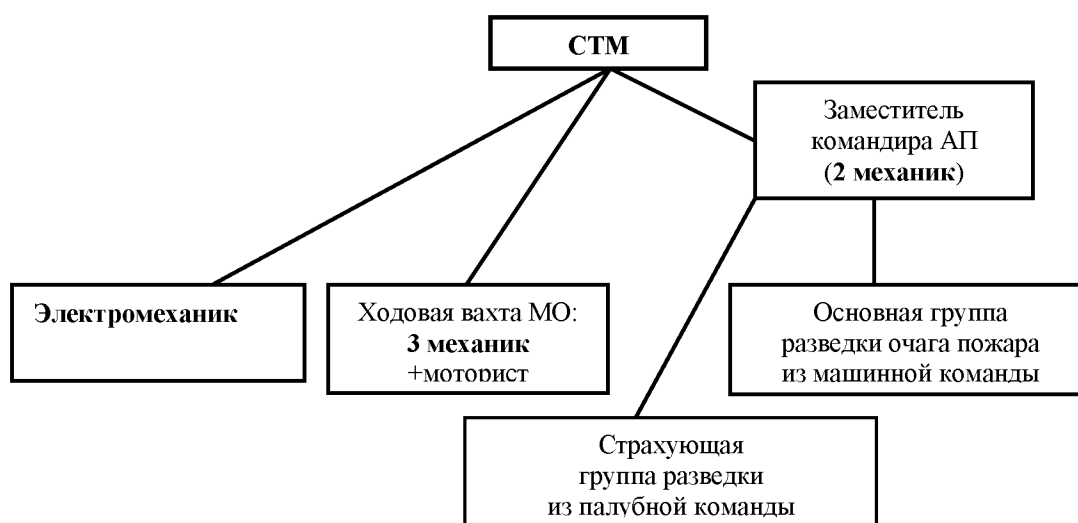 СТМ
Заместитель
командира АП
(2 механик)
Электромеханик
Ходовая вахта МО:
3 механик
+моторист
Основная группа
разведки очага пожара
из машинной команды
Страхующая
группа разведки
из палубной команды